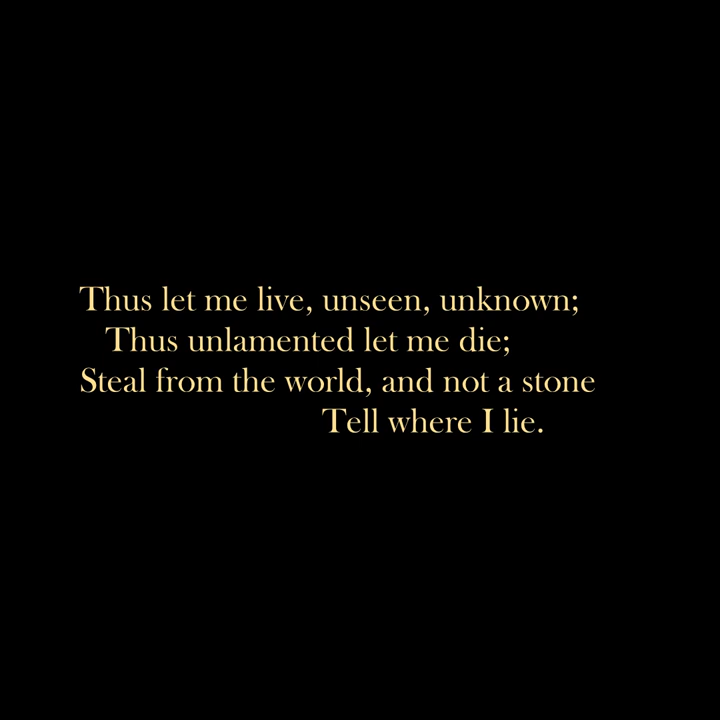 Thus let me live, unseen, unknown;
Thus unlamented let me die;
Steal from the world, and not a stone
Tell where I lie.